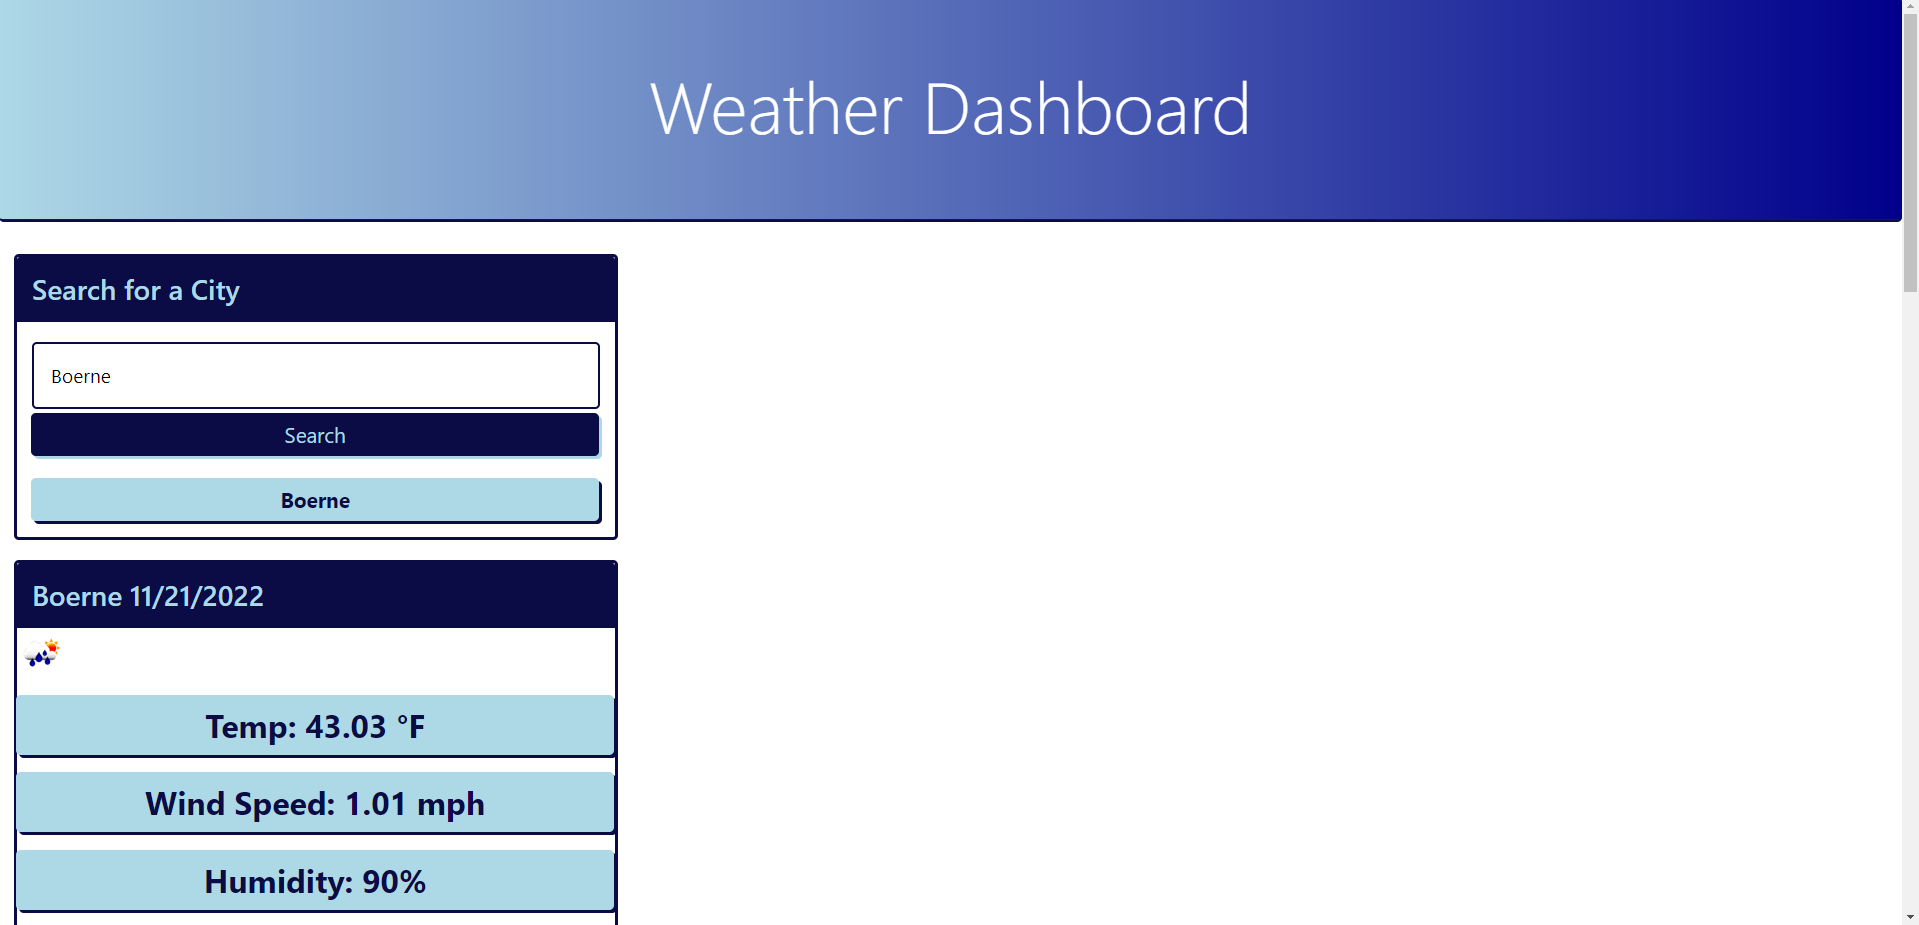 Weather Dashboard
Search for a City
Boerne
Search
Boerne
Boerne 11/21/2022
Temp: 43.03 °F
Wind Speed: 1.01 mph
Humidity: 90%